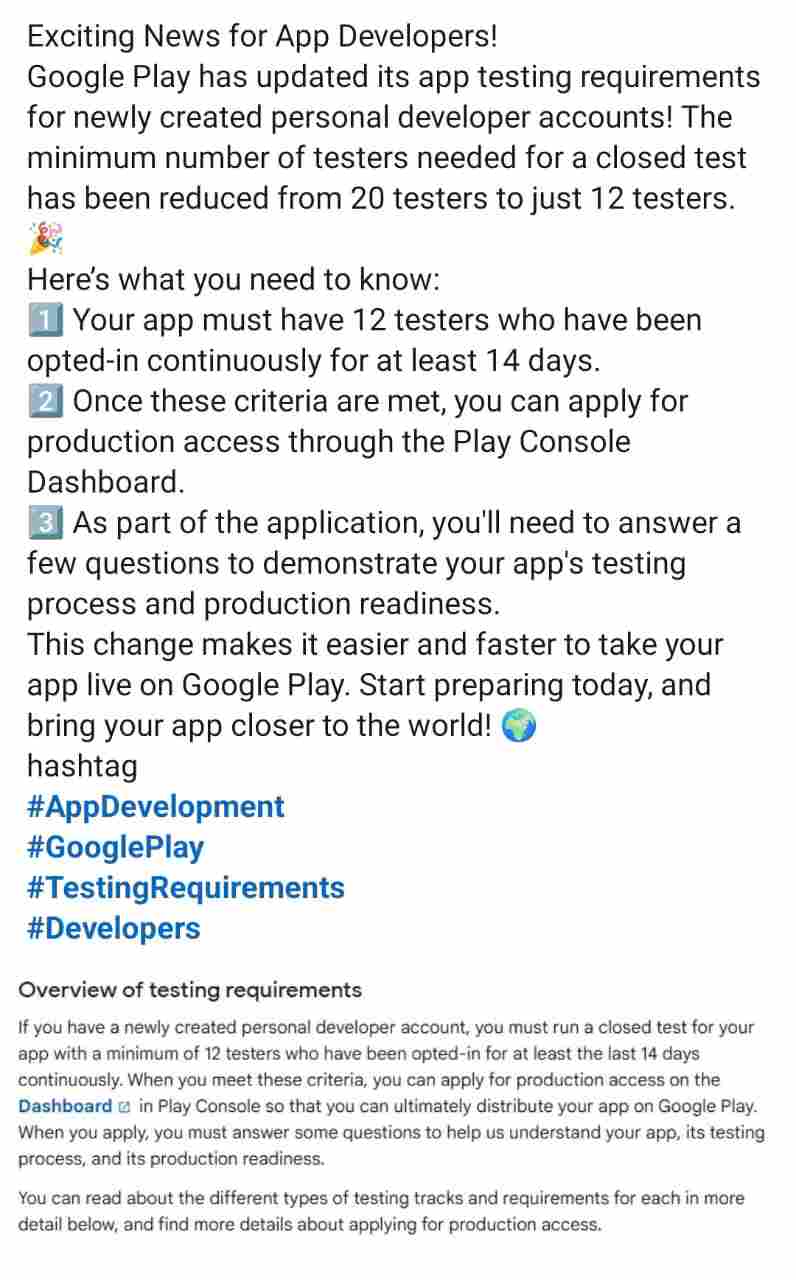 Exciting News for App Developers!
Google Play has updated its app testing requirements
for newly created personal developer accounts! The
minimum number of testers needed for a closed test
has been reduced from 20 testers to just 12 testers.
🎉
Here’s what you need to know:
1️⃣ Your app must have 12 testers who have been
opted-in continuously for at least 14 days.
2️⃣ Once these criteria are met, you can apply for
production access through the Play Console
Dashboard.
3️⃣ As part of the application, you'll need to answer a
few questions to demonstrate your app's testing
process and production readiness.
This change makes it easier and faster to take your
app live on Google Play. Start preparing today, and
bring your app closer to the world! 🌍
hashtag
#AppDevelopment
#GooglePlay
#TestingRequirements
#Developers
Overview of testing requirements
If you have a newly created personal developer account, you must run a closed test for your
app with a minimum of 12 testers who have been opted-in for at least the last 14 days
continuously. When you meet these criteria, you can apply for production access on the
Dashboard in Play Console so that you can ultimately distribute your app on Google Play.
When you apply, you must answer some questions to help us understand your app, its testing
process, and its production readiness.
You can read about the different types of testing tracks and requirements for each in more
detail below, and find more details about applying for production access.